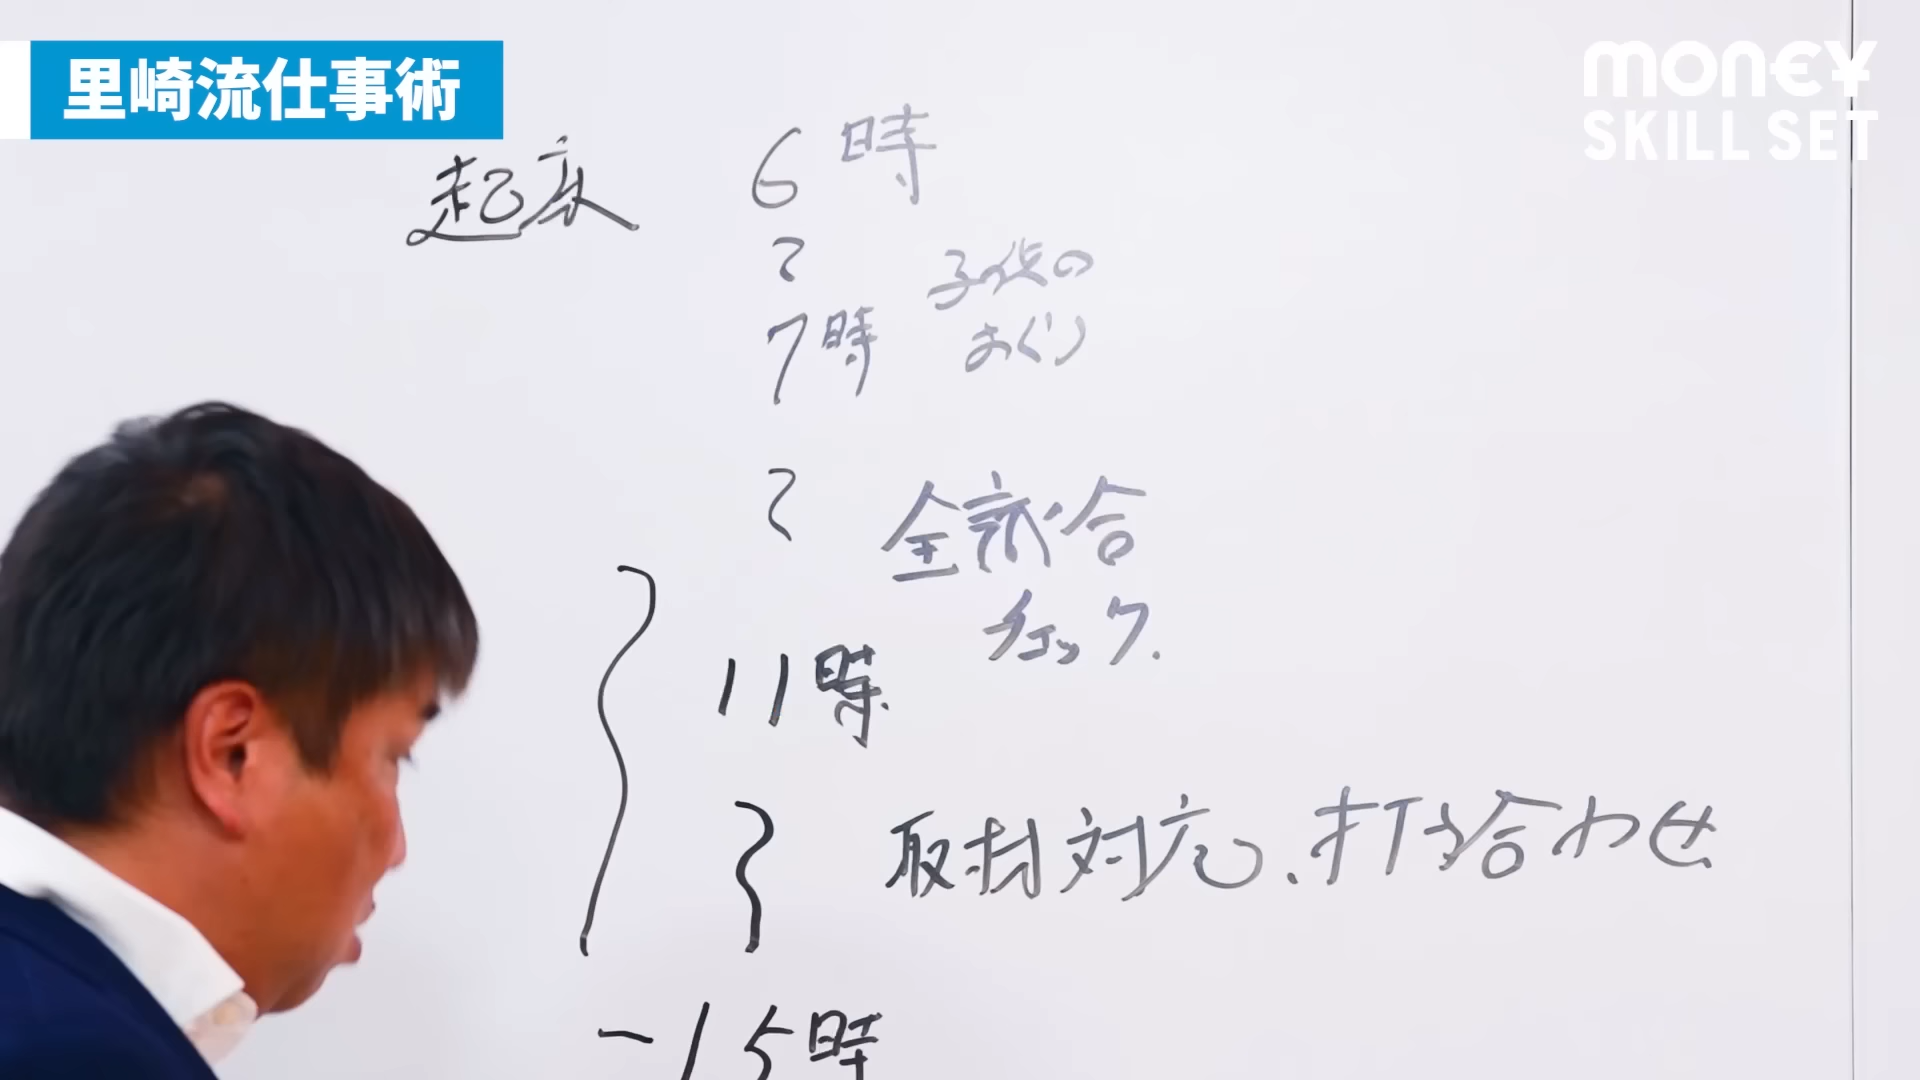 里崎流仕事術
MONEY
SKILL SET
起床 6時
〜
子供の
おくり
7時
〜
全試合
チェック.
11時
〜
取材対応、打ち合わせ
-15時